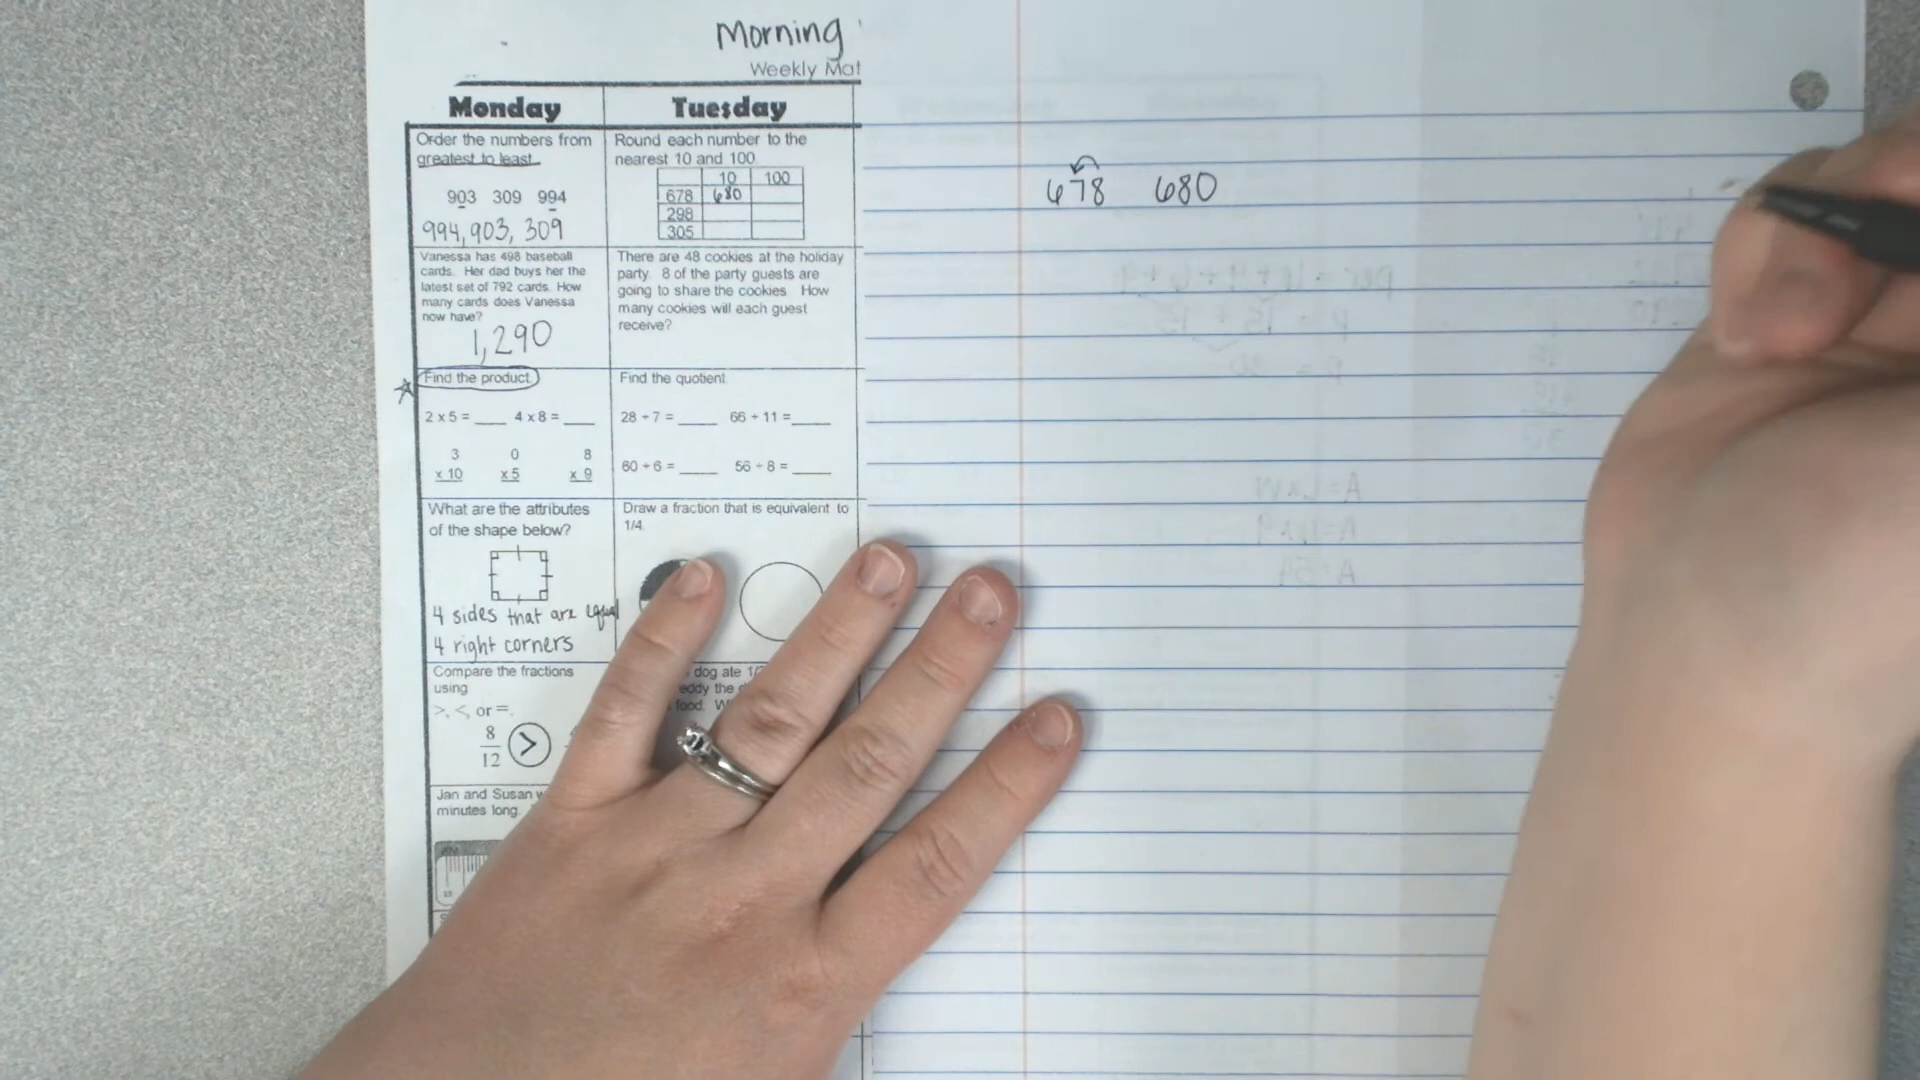 Morning
Weekly Mat
Monday
Order the numbers from
greatest to least.
903 309 994
994, 903, 309
Vanessa has 498 baseball
cards. Her dad buys her the
latest set of 792 cards. How
many cards does Vanessa
now have?
1,290
Find the product.
2 x 5 = ____ 4 x 8 = ____
3 0 8
x 10 x 5 x 9
What are the attributes
of the shape below?
4 sides that are equal
4 right corners
Compare the fractions
using
>, <, or =.
8
12 >
Jan and Susan w
minutes long.
Tuesday
Round each number to the
nearest 10 and 100.
10 100
678 680
298
305
There are 48 cookies at the holiday
party. 8 of the party guests are
going to share the cookies. How
many cookies will each guest
receive?
Find the quotient.
28 ÷ 7 = ____ 66 ÷ 11 = ____
60 ÷ 6 = ____ 56 ÷ 8 = ____
Draw a fraction that is equivalent to
1/4.
dog ate 1/
eddy the
food. W
678 680